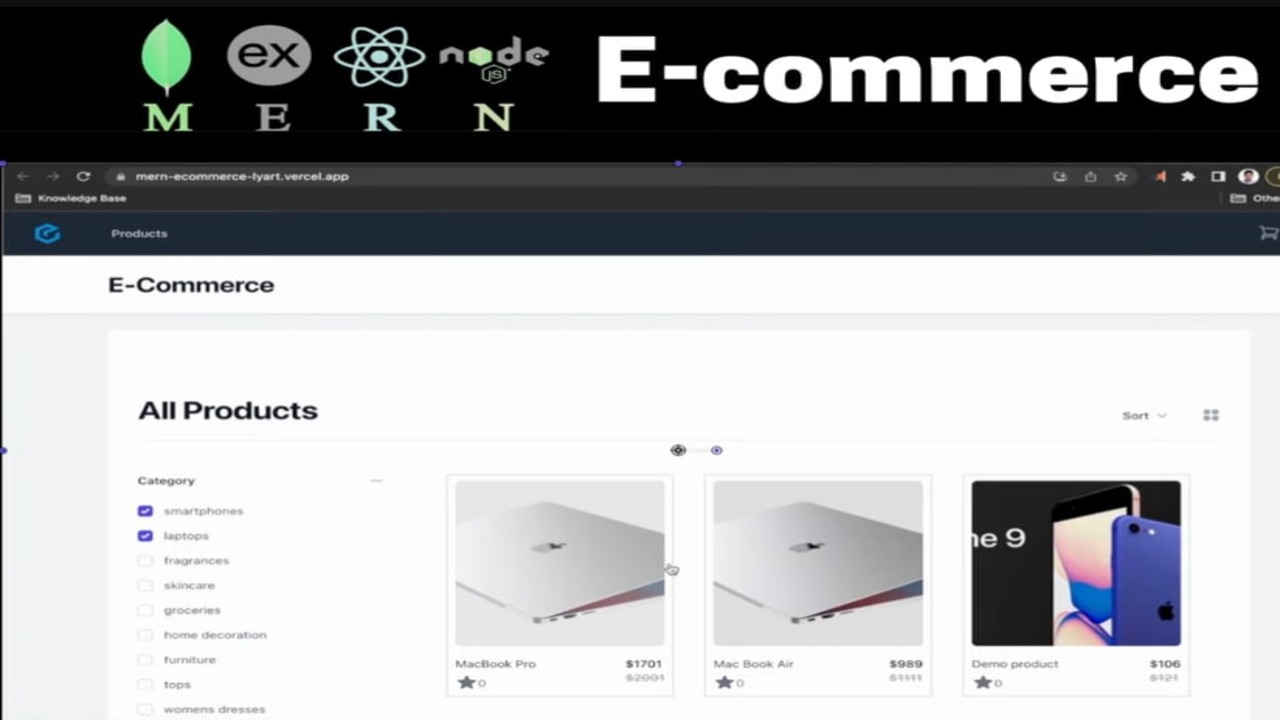 ex
node
JS
M E R N
E-commerce
mern-ecommerce-lyart.vercel.app
Knowledge Base
Products
E-Commerce
All Products
Sort
Category
smartphones
laptops
fragrances
skincare
groceries
home decoration
furniture
tops
womens dresses
ne 9
MacBook Pro $1701
0 $2001
Mac Book Air $989
0 $1111
Demo product $106
0 $121